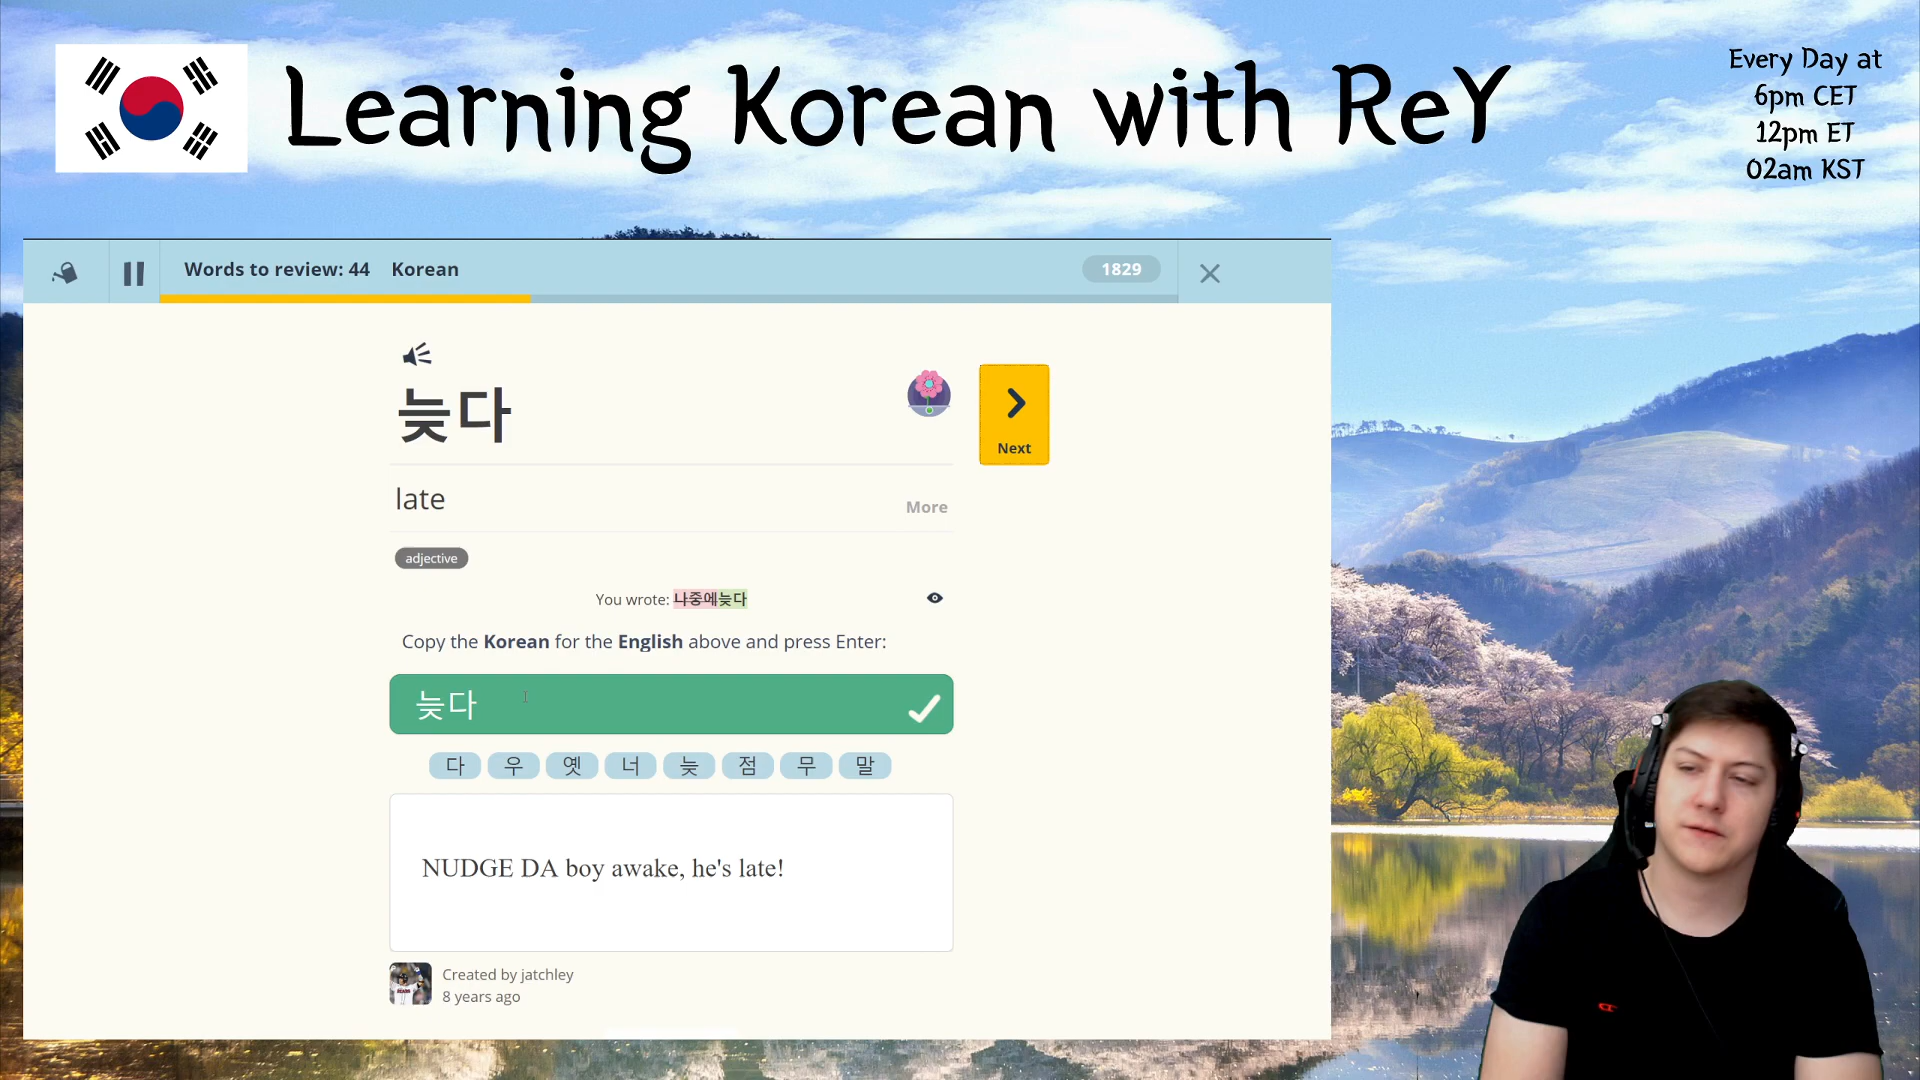 Learning Korean with ReY
Every Day at
6pm CET
12pm ET
02am KST
Words to review: 44 Korean
1829
늦다
Next
late
More
adjective
You wrote: 나중에늦다
Copy the Korean for the English above and press Enter:
늦다
다 우 옛 너 늦 점 무 말
NUDGE DA boy awake, he's late!
Created by jatchley
8 years ago